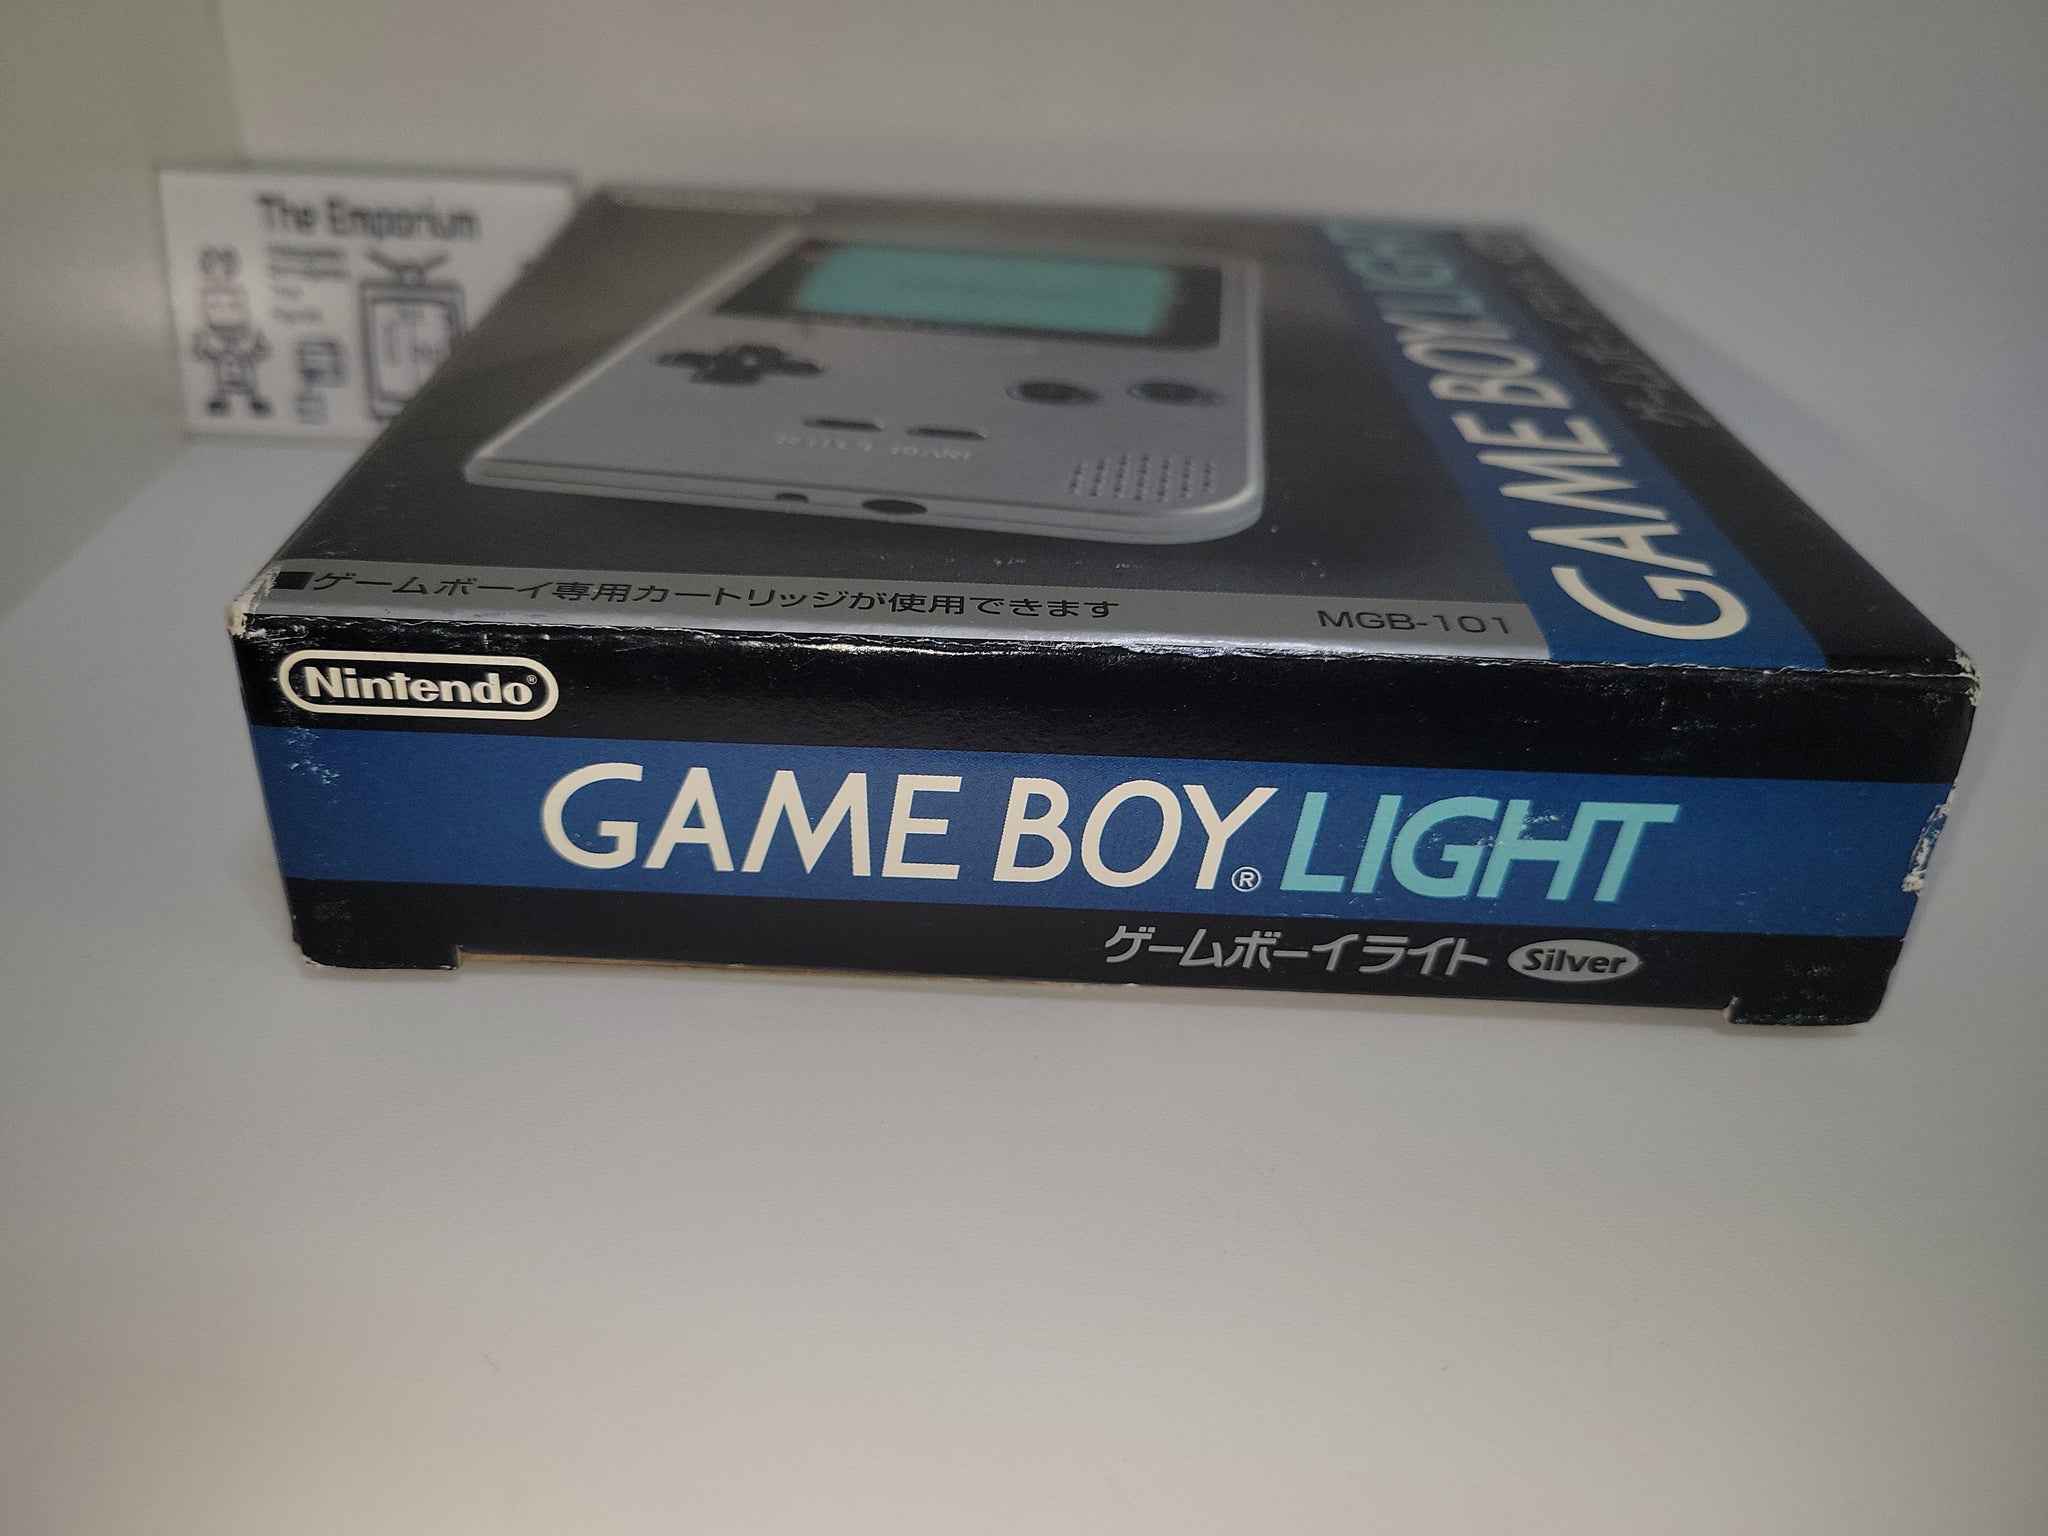 The Emporium
GAME BOY LIGHT
■ゲームボーイ専用カートリッジが使用できます
MGB-101
Nintendo®
GAME BOY® LIGHT
ゲームボーイライト Silver